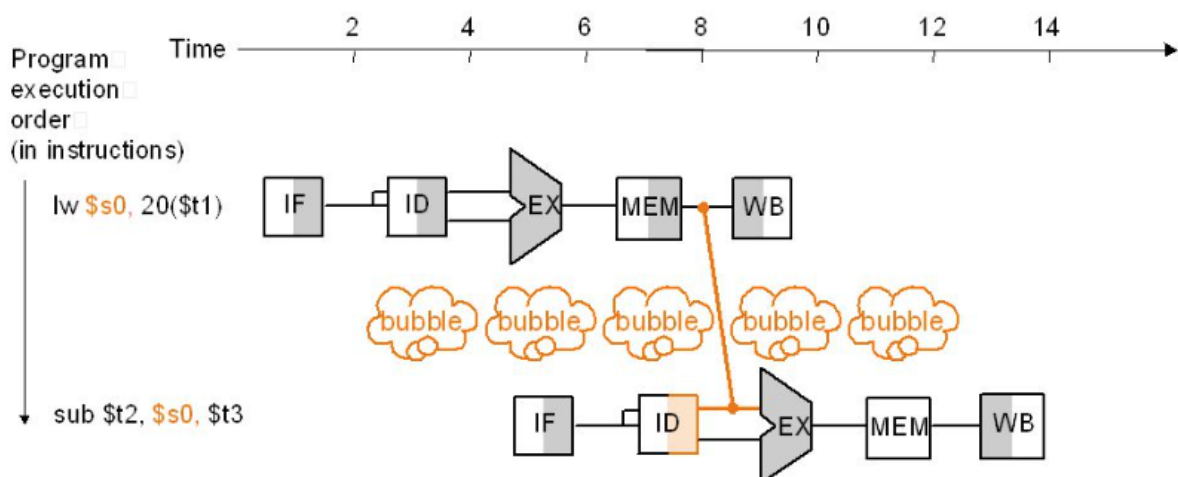 2 4 6 8 10 12 14
Time
Program
execution
order
(in instructions)
lw $s0, 20($t1)
IF ID EX MEM WB
bubble bubble bubble bubble bubble
sub $t2, $s0, $t3
IF ID EX MEM WB